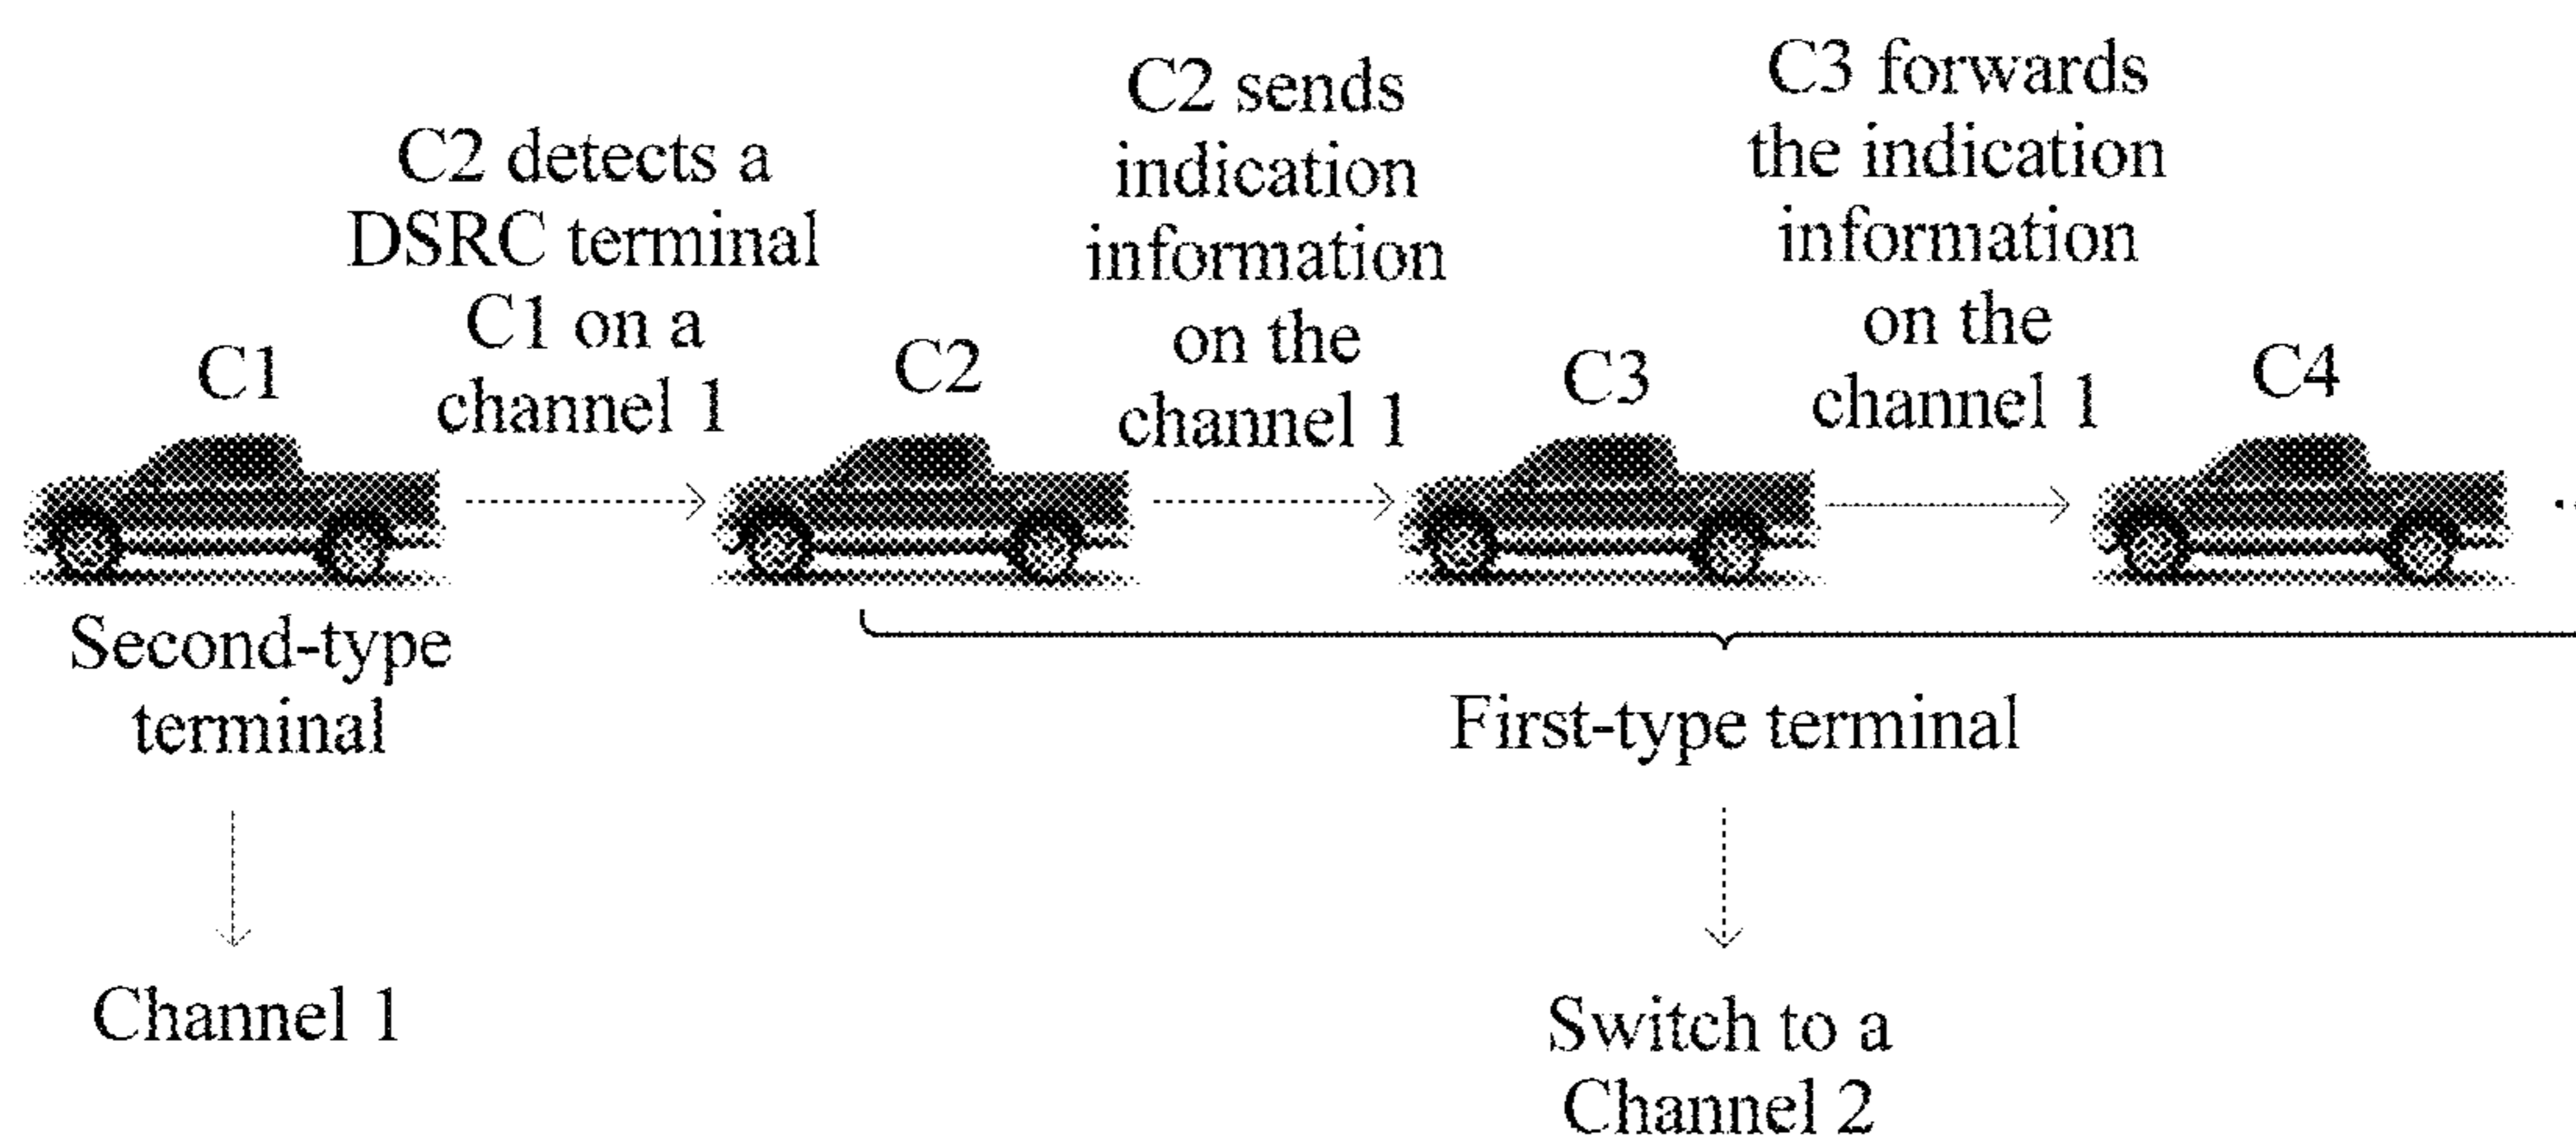 C1
C2 detects a
DSRC terminal
C1 on a
channel 1
C2
C2 sends
indication
information
on the
channel 1
C3
C3 forwards
the indication
information
on the
channel 1
C4
Second-type
terminal
First-type terminal
Channel 1
Switch to a
Channel 2